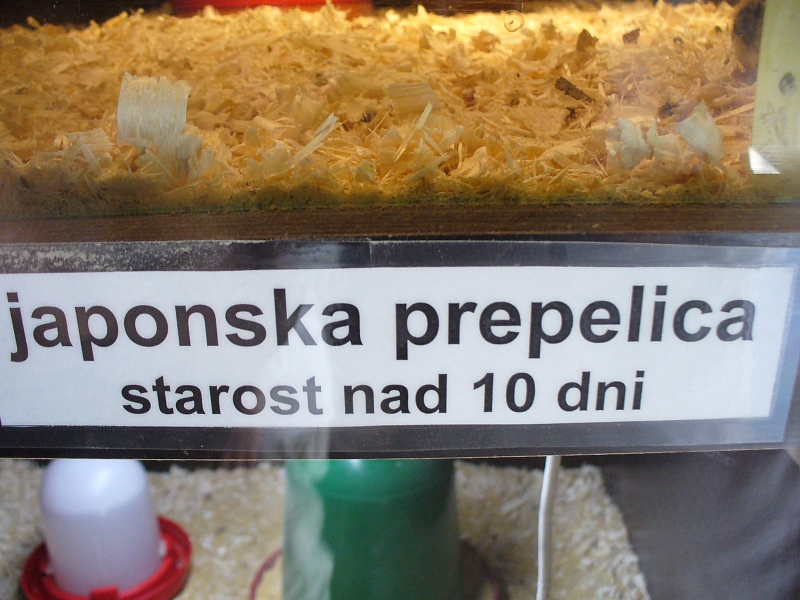 japonska prepelica
starost nad 10 dni